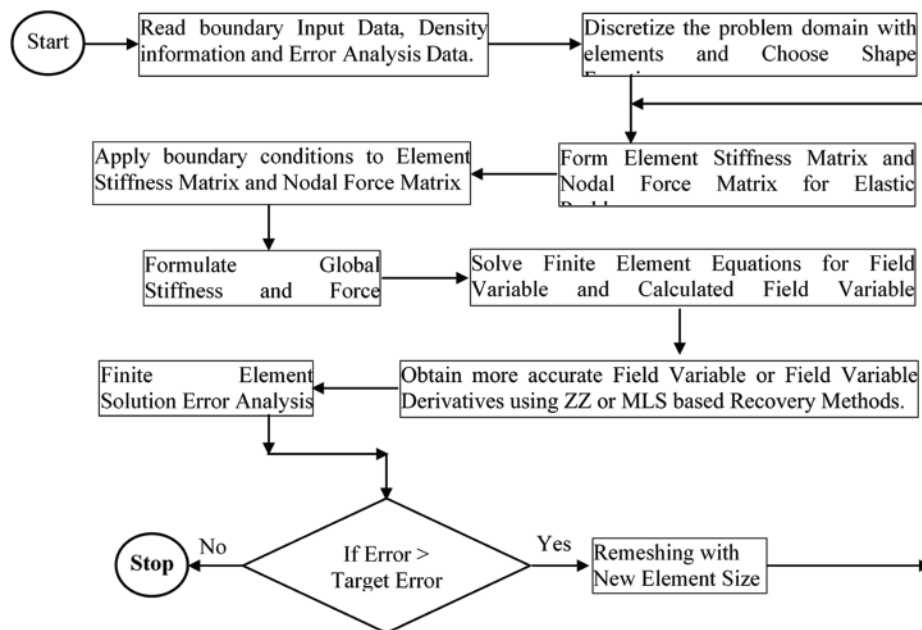 Start
Read boundary Input Data, Density
information and Error Analysis Data.
Discretize the problem domain with
elements and Choose Shape
Form Element Stiffness Matrix and
Nodal Force Matrix for Elastic
Apply boundary conditions to Element
Stiffness Matrix and Nodal Force Matrix
Formulate Global
Stiffness and Force
Solve Finite Element Equations for Field
Variable and Calculated Field Variable
Obtain more accurate Field Variable or Field Variable
Derivatives using ZZ or MLS based Recovery Methods.
Finite Element
Solution Error Analysis
If Error >
Target Error
No
Stop
Yes
Remeshing with
New Element Size